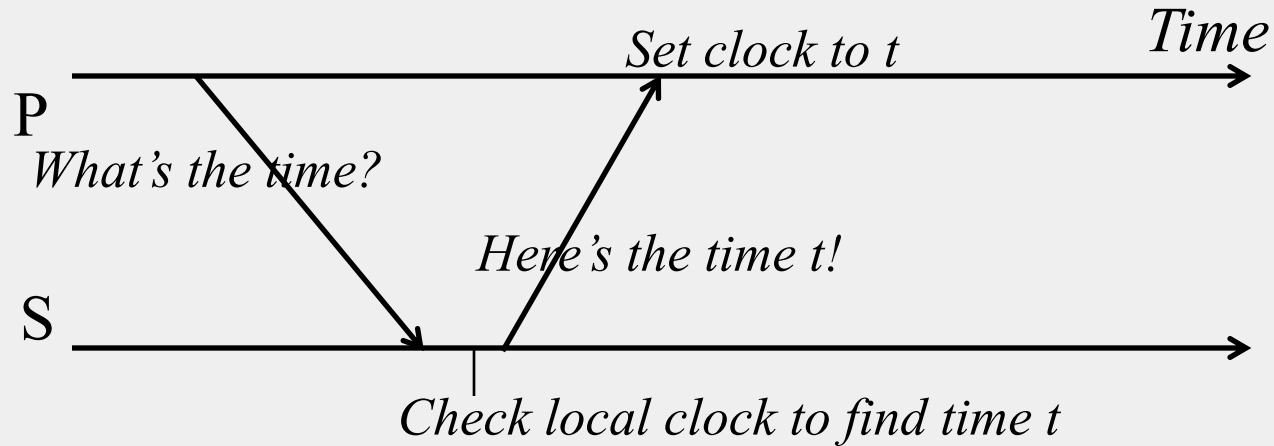 Time
Set clock to t
P
What’s the time?
Here’s the time t!
S
Check local clock to find time t